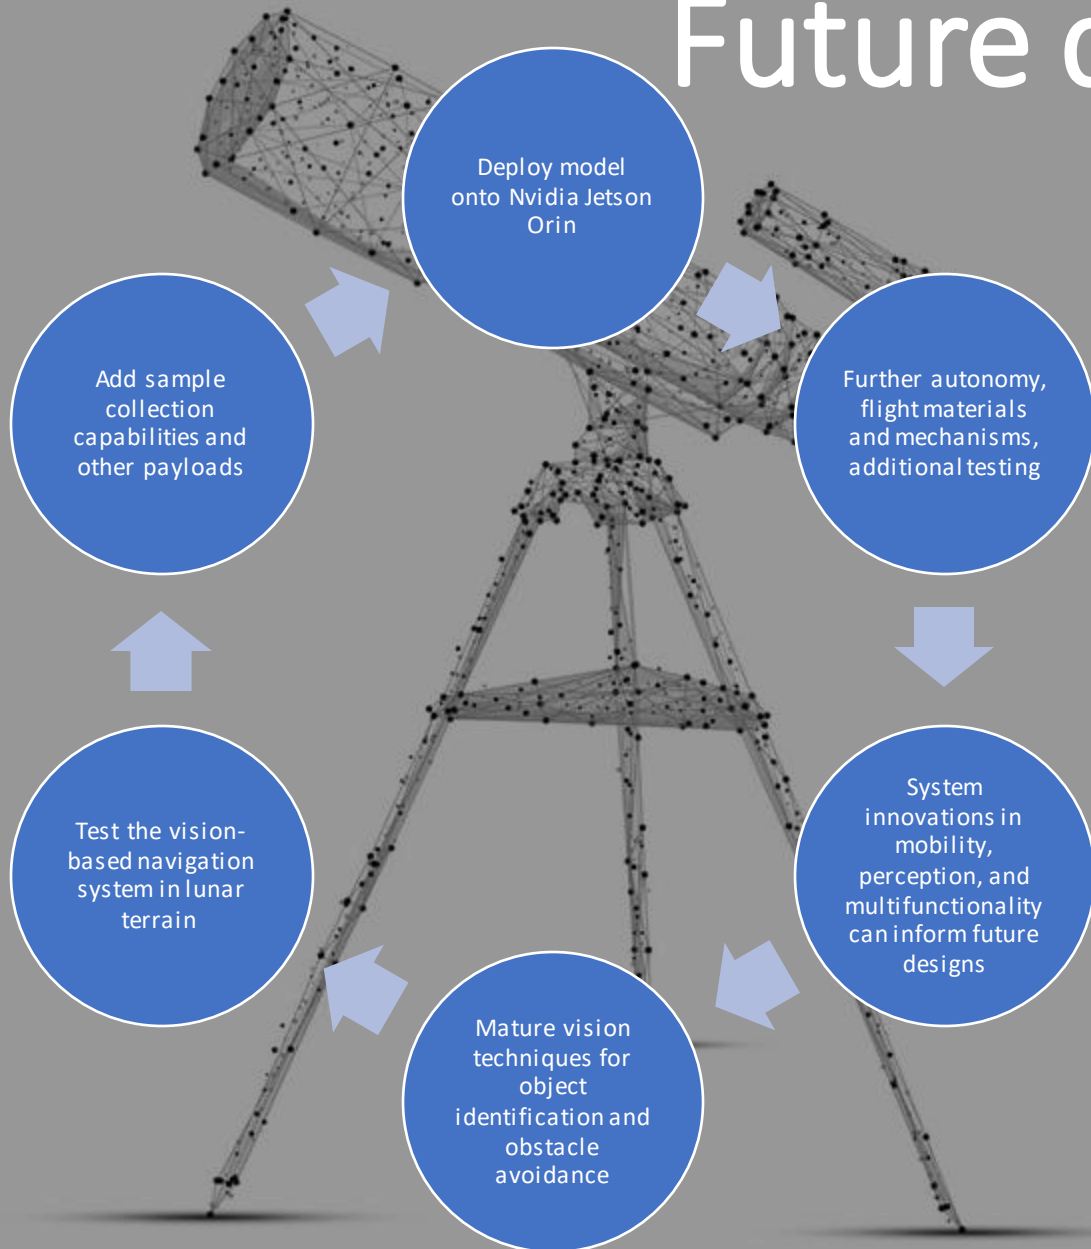 Future
Deploy model
onto Nvidia Jetson
Orin
Further autonomy,
flight materials
and mechanisms,
additional testing
System
innovations in
mobility,
perception, and
multifunctionality
can inform future
designs
Mature vision
techniques for
object
identification and
obstacle
avoidance
Test the vision-
based navigation
system in lunar
terrain
Add sample
collection
capabilities and
other payloads